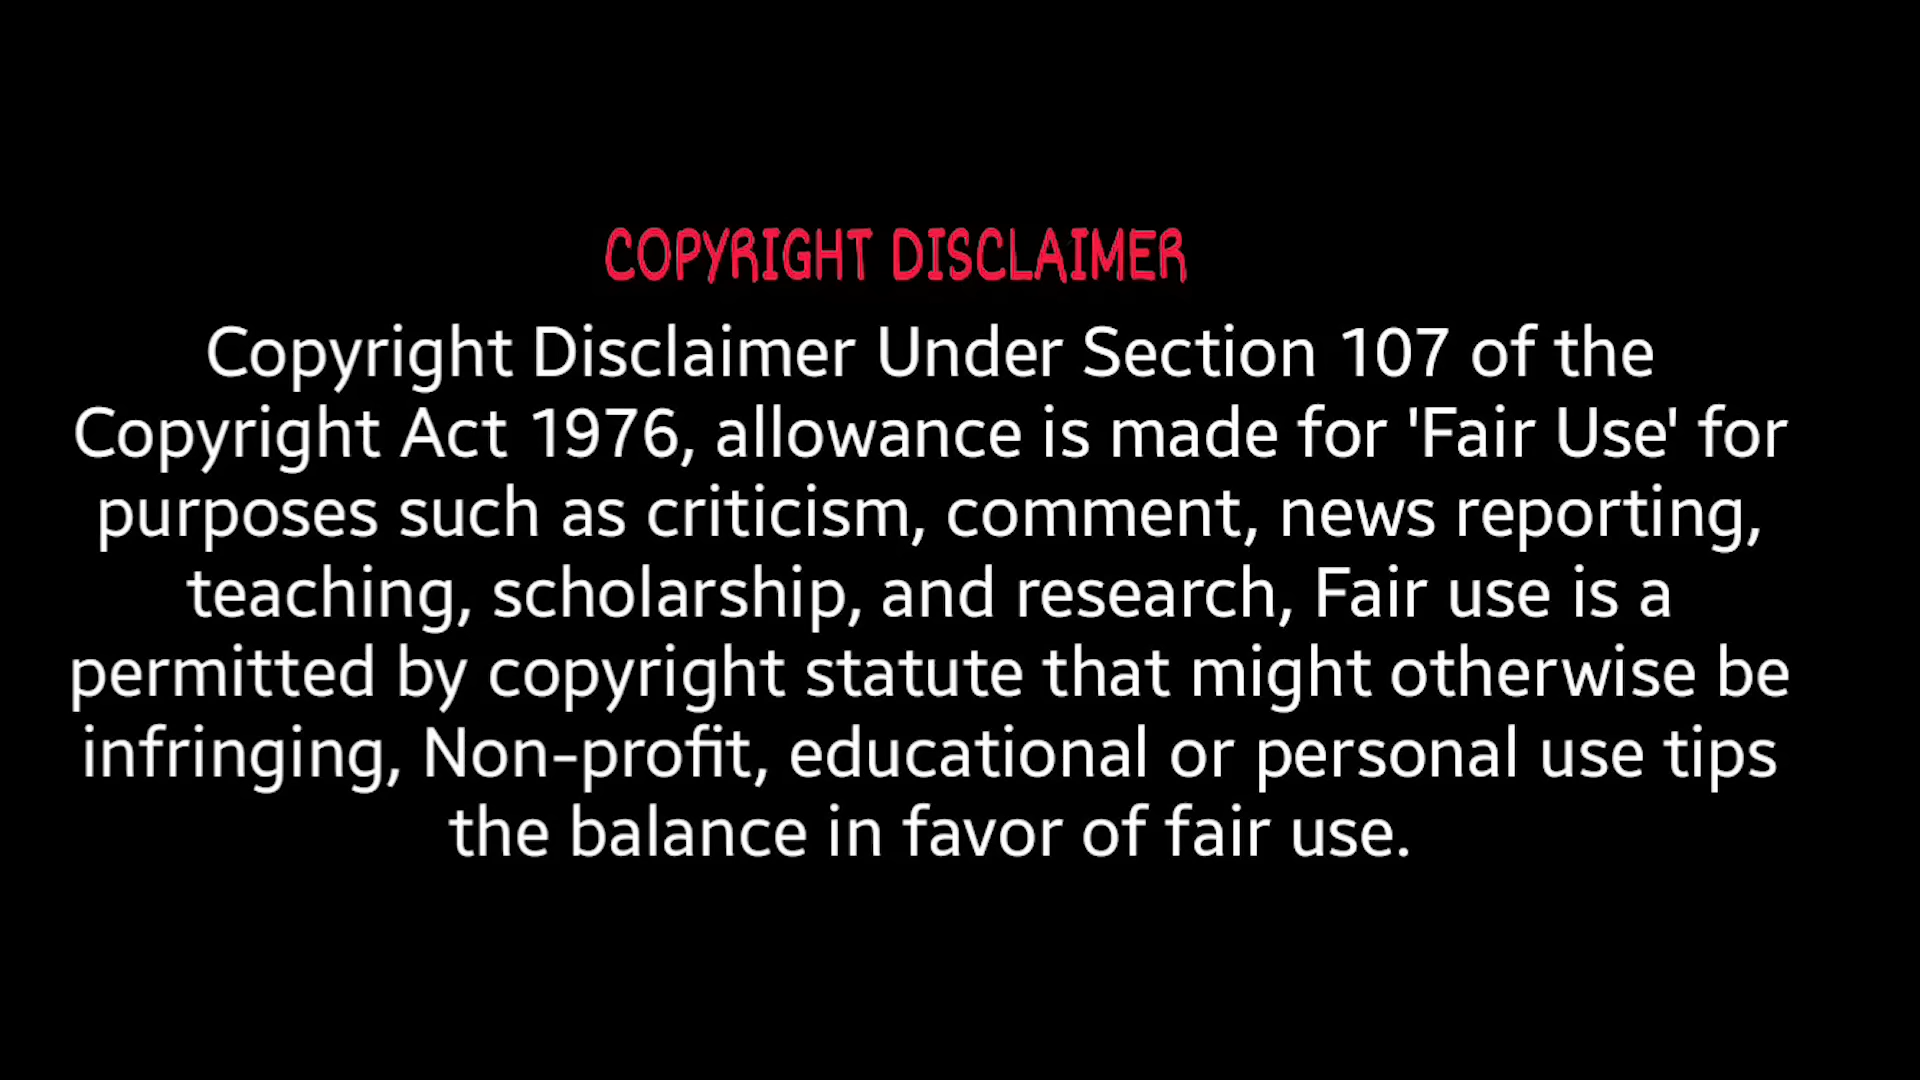 COPYRIGHT DISCLAIMER
Copyright Disclaimer Under Section 107 of the
Copyright Act 1976, allowance is made for 'Fair Use' for
purposes such as criticism, comment, news reporting,
teaching, scholarship, and research, Fair use is a
permitted by copyright statute that might otherwise be
infringing, Non-profit, educational or personal use tips
the balance in favor of fair use.